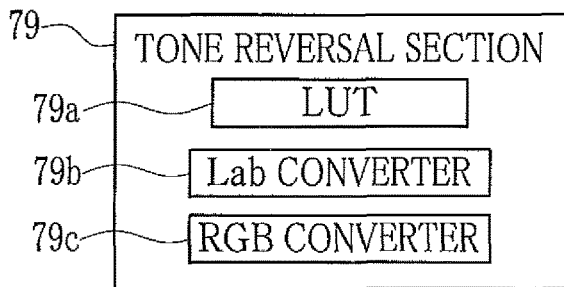 79
TONE REVERSAL SECTION
79a
LUT
79b
Lab CONVERTER
79c
RGB CONVERTER